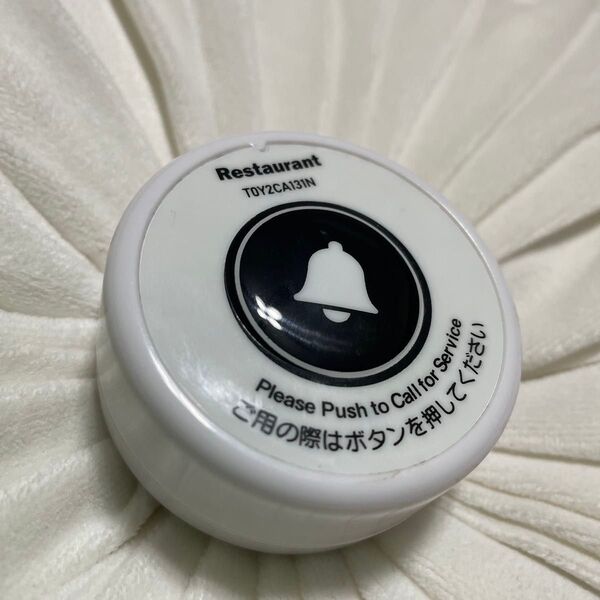 Restaurant
TOY2CA131N
Please Push to Call for Service
ご用の際はボタンを押してください